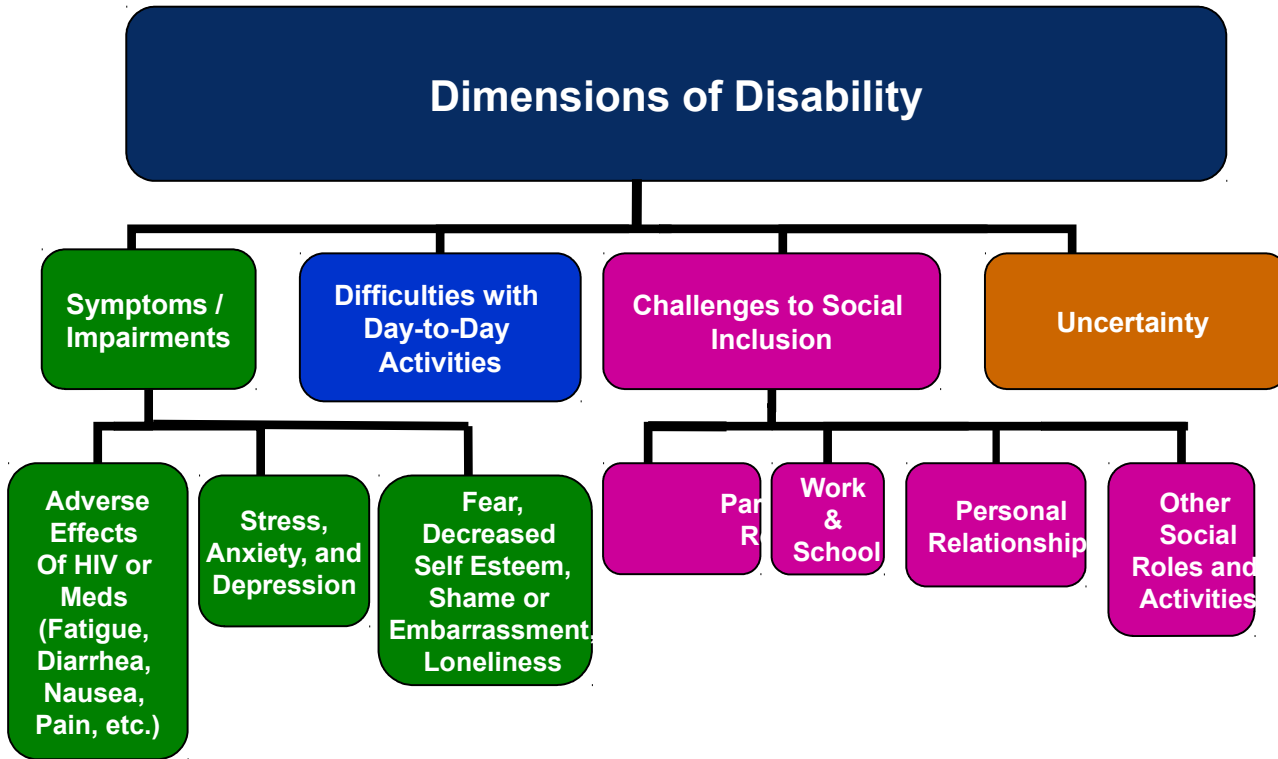 Dimensions of Disability
Symptoms /
Impairments
Difficulties with
Day-to-Day
Activities
Challenges to Social
Inclusion
Uncertainty
Adverse
Effects
Of HIV or
Meds
(Fatigue,
Diarrhea,
Nausea,
Pain, etc.)
Stress,
Anxiety, and
Depression
Fear,
Decreased
Self Esteem,
Shame or
Embarrassment,
Loneliness
Work
&
School
Personal
Relationship
Other
Social
Roles and
Activities